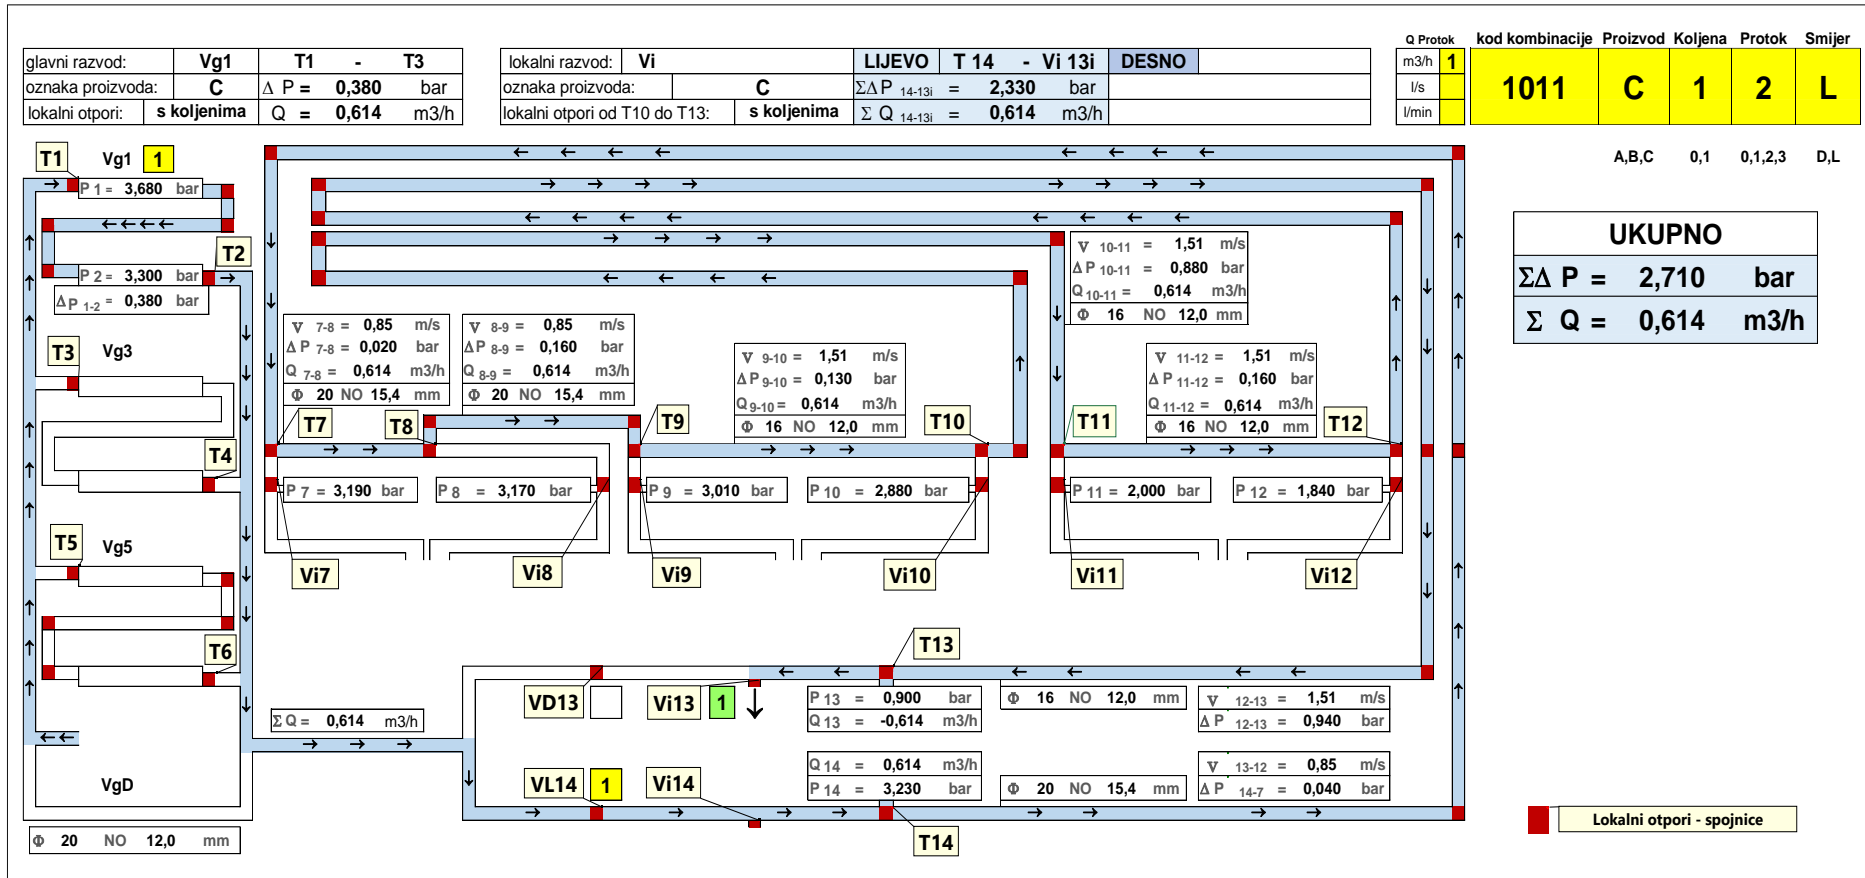 glavni razvod: Vg1 T1 - T3
oznaka proizvoda: C Δ P = 0,380 bar
lokalni otpori: s koljenima Q = 0,614 m3/h
lokalni razvod: Vi LIJEVO T 14 - Vi 13i DESNO
oznaka proizvoda: C ΣΔ P 14-13i = 2,330 bar
lokalni otpori od T10 do T13: s koljenima Σ Q 14-13i = 0,614 m3/h
Q Protok
m3/h 1
l/s
l/min
kod kombinacije Proizvod Koljena Protok Smijer
1011 C 1 2 L
A,B,C 0,1 0,1,2,3 D,L
UKUPNO
ΣΔ P = 2,710 bar
Σ Q = 0,614 m3/h
T1 Vg1 1
P 1 = 3,680 bar
T2
P 2 = 3,300 bar
Δ P 1-2 = 0,380 bar
T3 Vg3
T4
T5 Vg5
T6
VgD
Φ 20 NO 12,0 mm
V 7-8 = 0,85 m/s
Δ P 7-8 = 0,020 bar
Q 7-8 = 0,614 m3/h
Φ 20 NO 15,4 mm
V 8-9 = 0,85 m/s
Δ P 8-9 = 0,160 bar
Q 8-9 = 0,614 m3/h
Φ 20 NO 15,4 mm
V 9-10 = 1,51 m/s
Δ P 9-10 = 0,130 bar
Q 9-10 = 0,614 m3/h
Φ 16 NO 12,0 mm
V 10-11 = 1,51 m/s
Δ P 10-11 = 0,880 bar
Q 10-11 = 0,614 m3/h
Φ 16 NO 12,0 mm
V 11-12 = 1,51 m/s
Δ P 11-12 = 0,160 bar
Q 11-12 = 0,614 m3/h
Φ 16 NO 12,0 mm
T7 T8 T9 T10 T11 T12
P 7 = 3,190 bar P 8 = 3,170 bar P 9 = 3,010 bar P 10 = 2,880 bar P 11 = 2,000 bar P 12 = 1,840 bar
Vi7 Vi8 Vi9 Vi10 Vi11 Vi12
T13
VD13 Vi13 1
P 13 = 0,900 bar
Q 13 = -0,614 m3/h
Φ 16 NO 12,0 mm
V 12-13 = 1,51 m/s
Δ P 12-13 = 0,940 bar
Σ Q = 0,614 m3/h
VL14 1 Vi14
Q 14 = 0,614 m3/h
P 14 = 3,230 bar
Φ 20 NO 15,4 mm
V 13-12 = 0,85 m/s
Δ P 14-7 = 0,040 bar
T14
Lokalni otpori - spojnice